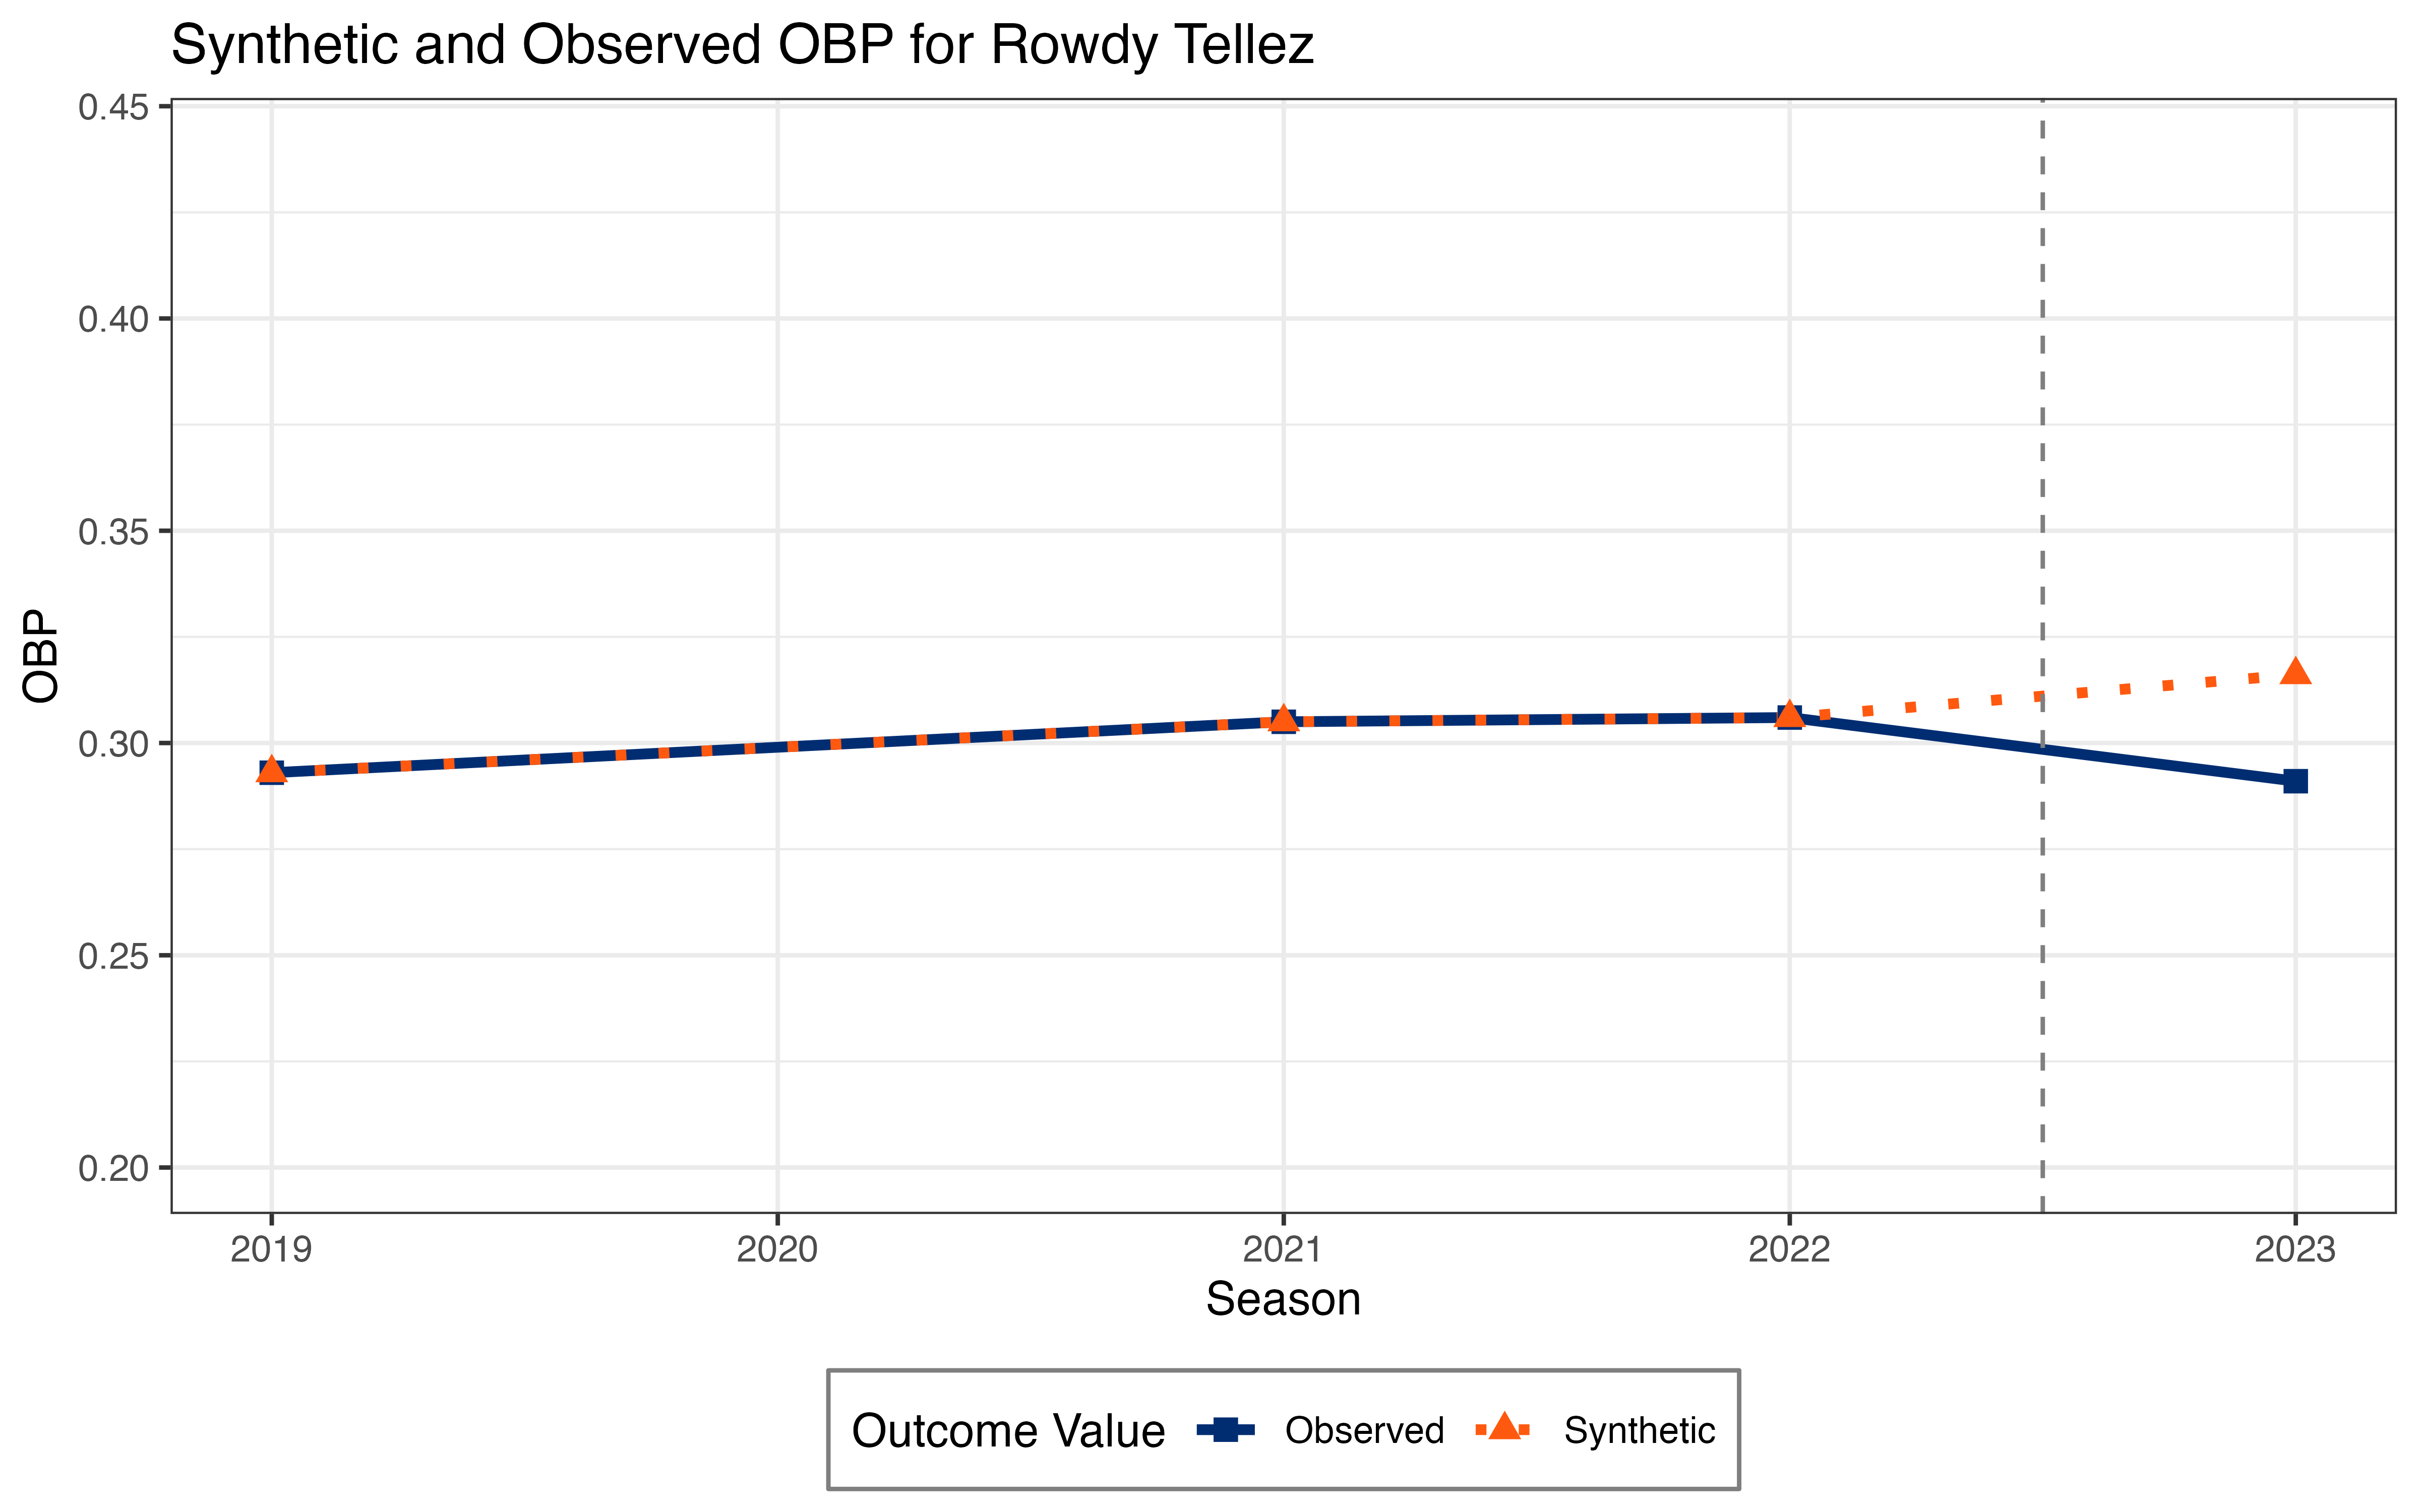 Synthetic and Observed OBP for Rowdy Tellez
0.45
0.40
0.35
0.30
0.25
0.20
OBP
2019 2020 2021 2022 2023
Season
Outcome Value Observed Synthetic